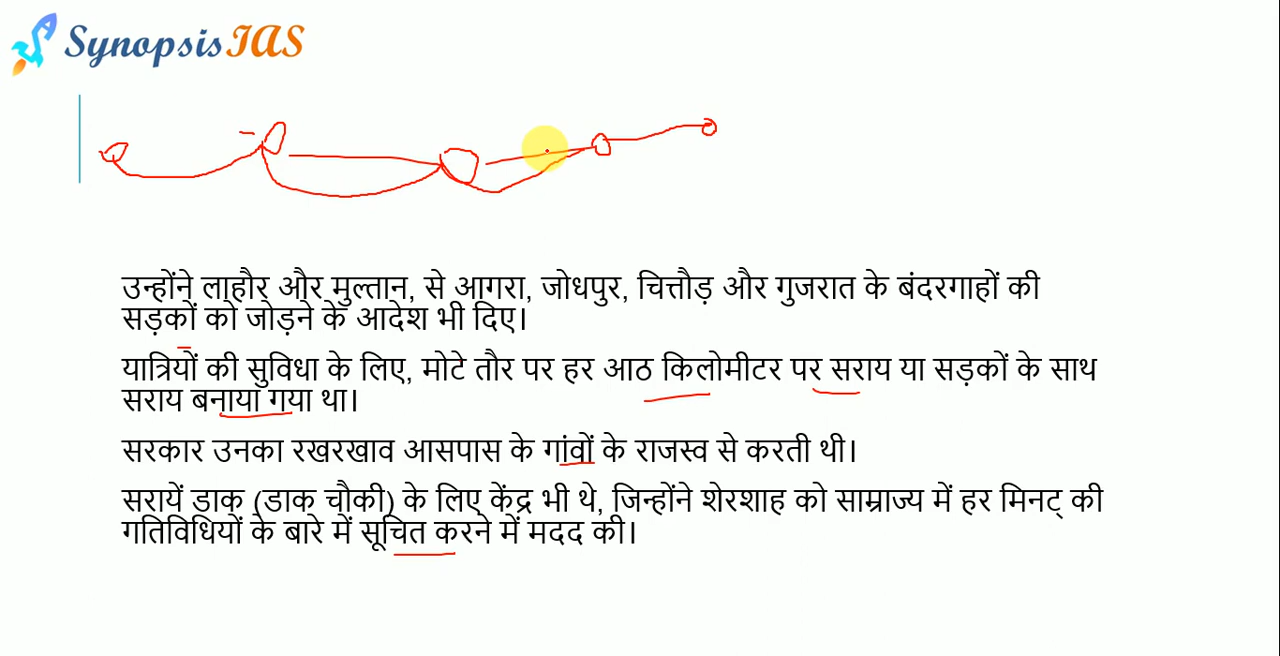 SynopsisIAS
उन्होंने लाहौर और मुल्तान, से आगरा, जोधपुर, चित्तौड़ और गुजरात के बंदरगाहों की
सड़कों को जोड़ने के आदेश भी दिए।
यात्रियों की सुविधा के लिए, मोटे तौर पर हर आठ किलोमीटर पर सराय या सड़कों के साथ
सराय बनाया गया था।
सरकार उनका रखरखाव आसपास के गांवों के राजस्व से करती थी।
सरायें डाक (डाक चौकी) के लिए केंद्र भी थे, जिन्होंने शेरशाह को साम्राज्य में हर मिनट् की
गतिविधियों के बारे में सूचित करने में मदद की।